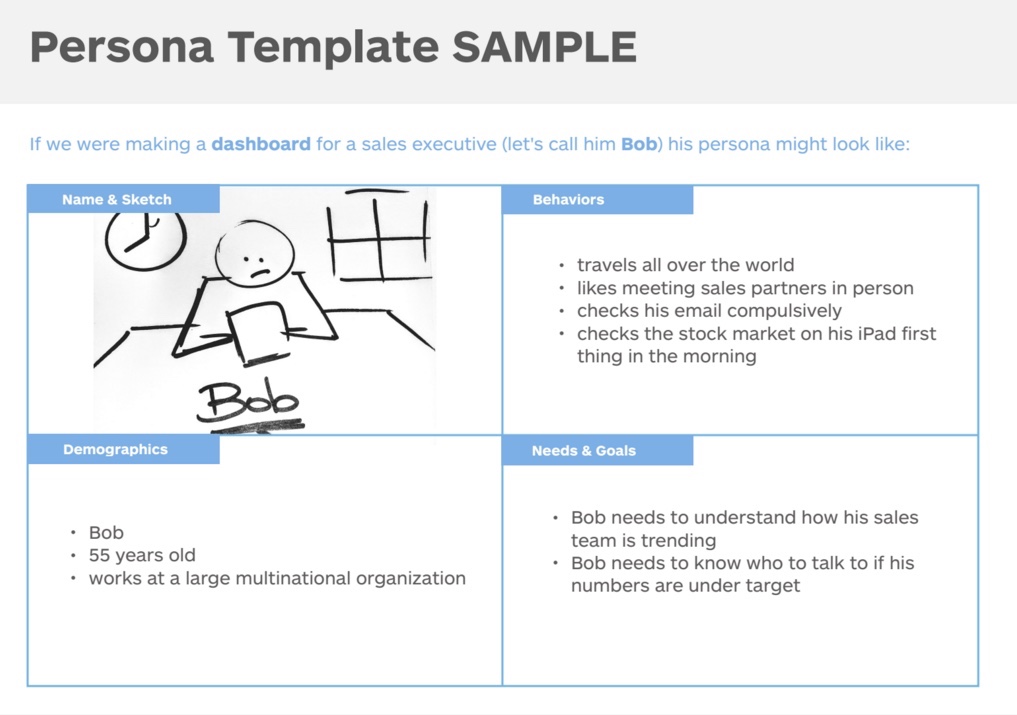 Persona Template SAMPLE
If we were making a dashboard for a sales executive (let's call him Bob) his persona might look like:
Name & Sketch
Bob
Behaviors
• travels all over the world
• likes meeting sales partners in person
• checks his email compulsively
• checks the stock market on his iPad first
thing in the morning
Demographics
• Bob
• 55 years old
• works at a large multinational organization
Needs & Goals
• Bob needs to understand how his sales
team is trending
• Bob needs to know who to talk to if his
numbers are under target